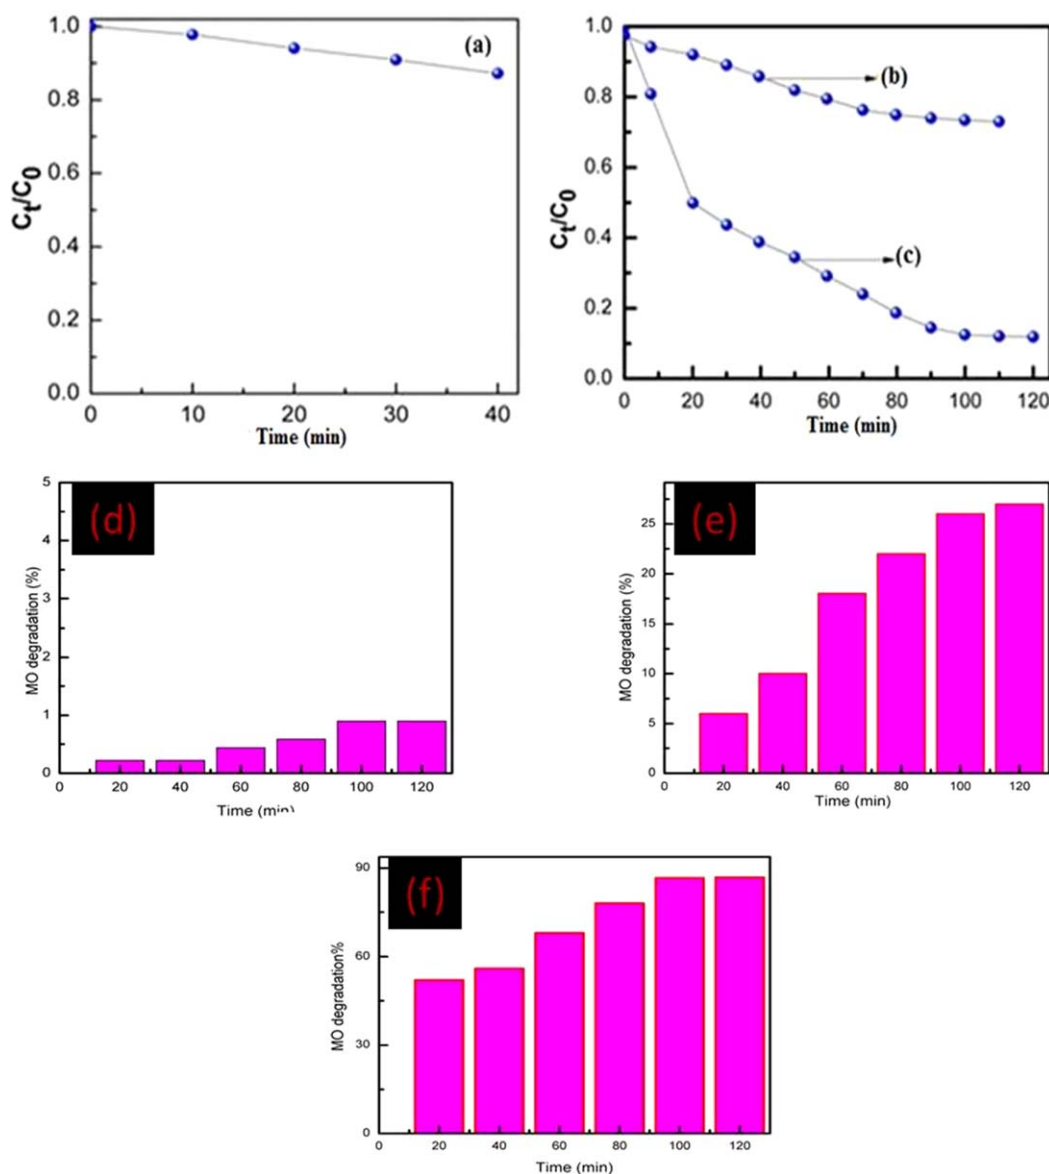 (a)
1.0
0.8
0.6
0.4
0.2
0.0
Ct/C0
0 10 20 30 40
Time (min)
(b)
(c)
1.0
0.8
0.6
0.4
0.2
0.0
Ct/C0
0 20 40 60 80 100 120
Time (min)
(d)
5
4
3
2
1
0
MO degradation (%)
0 20 40 60 80 100 120
Time (min)
(e)
25
20
15
10
5
0
MO degradation (%)
0 20 40 60 80 100 120
Time (min)
(f)
90
60
30
0
MO degradation%
0 20 40 60 80 100 120
Time (min)